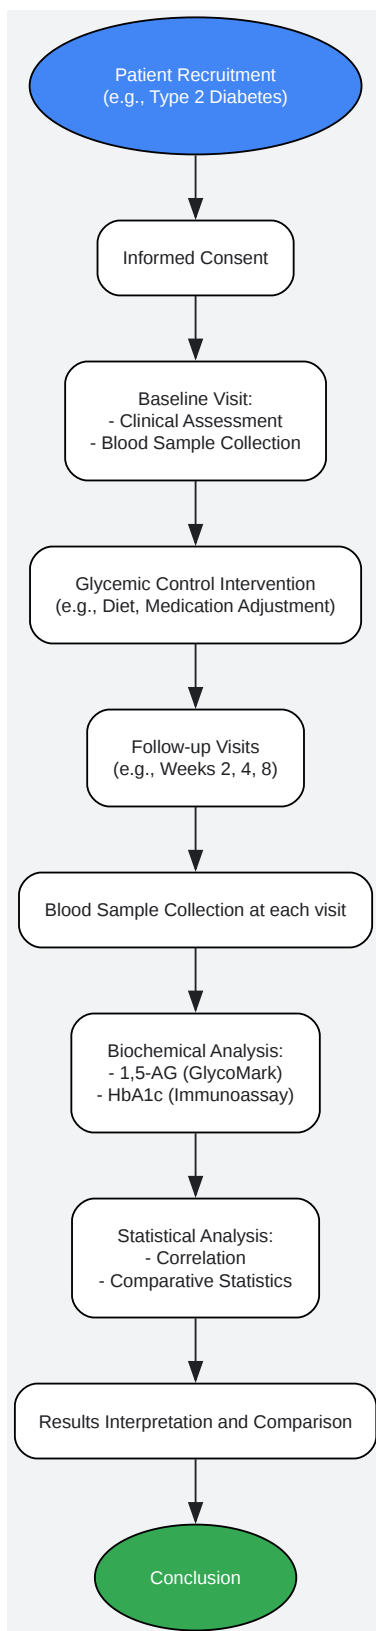 Patient Recruitment
(e.g., Type 2 Diabetes)
Informed Consent
Baseline Visit:
- Clinical Assessment
- Blood Sample Collection
Glycemic Control Intervention
(e.g., Diet, Medication Adjustment)
Follow-up Visits
(e.g., Weeks 2, 4, 8)
Blood Sample Collection at each visit
Biochemical Analysis:
- 1,5-AG (GlycoMark)
- HbA1c (Immunoassay)
Statistical Analysis:
- Correlation
- Comparative Statistics
Results Interpretation and Comparison
Conclusion